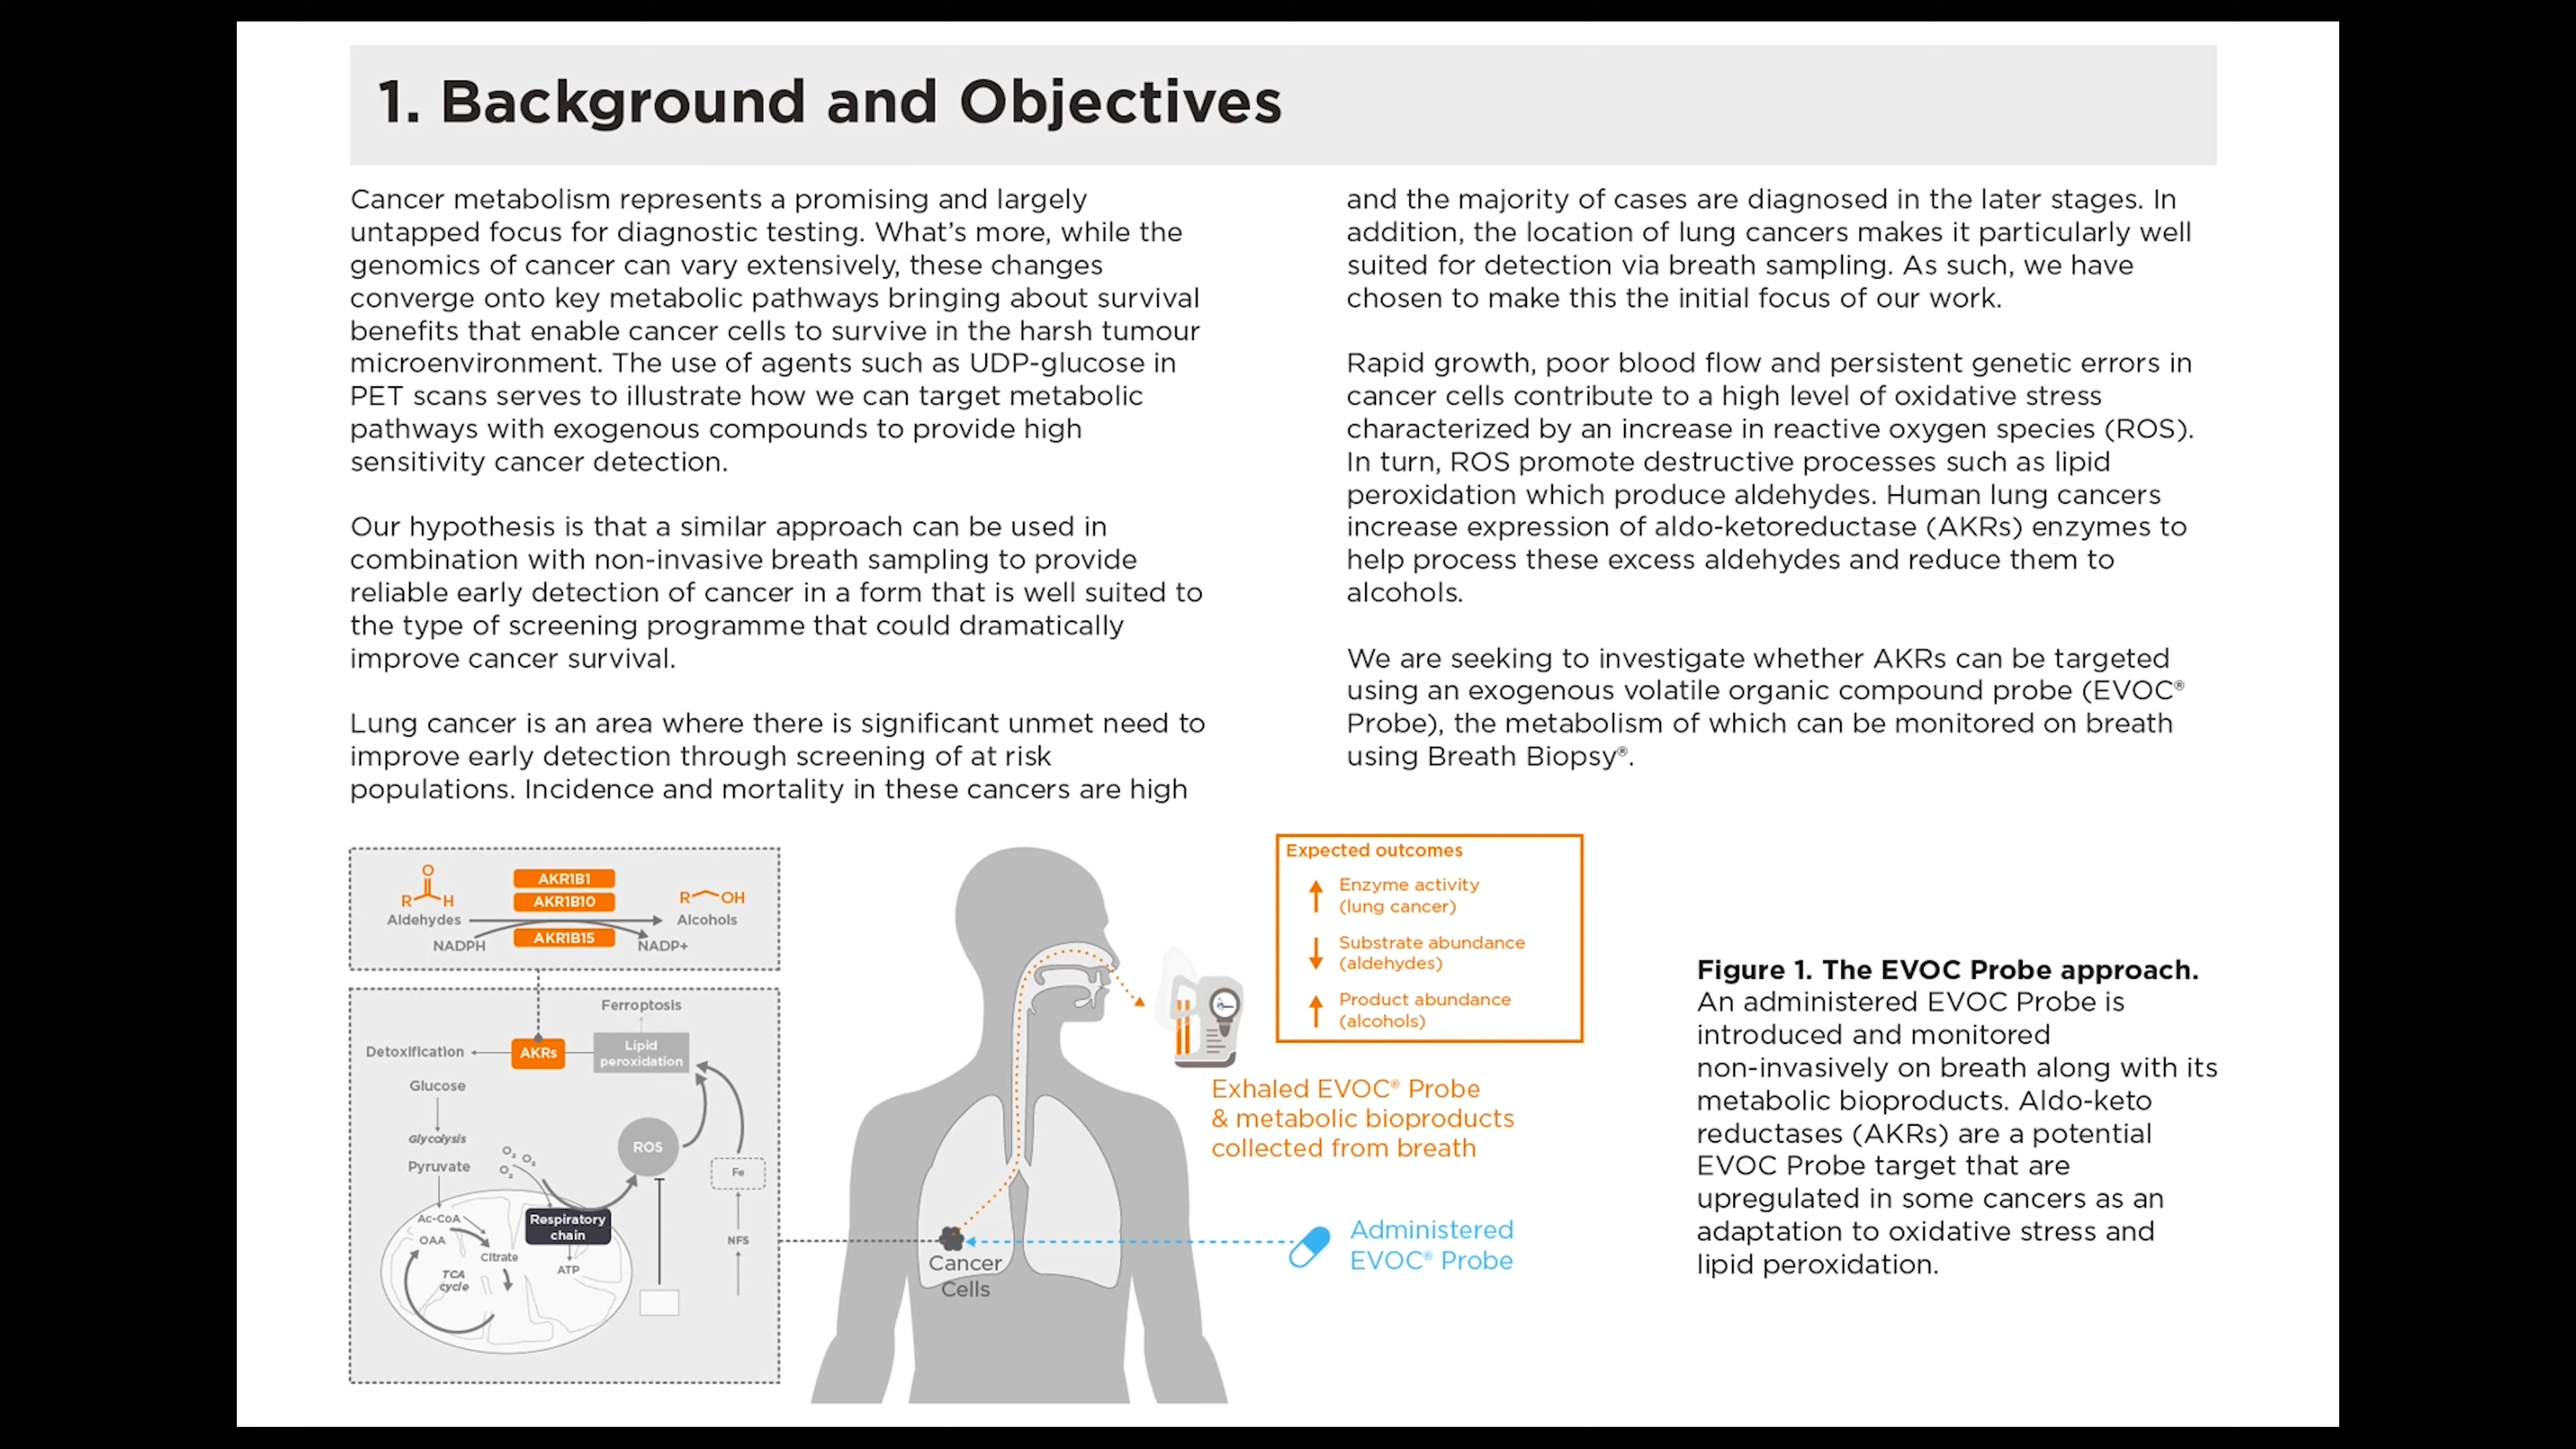 1. Background and Objectives
Cancer metabolism represents a promising and largely
untapped focus for diagnostic testing. What’s more, while the
genomics of cancer can vary extensively, these changes
converge onto key metabolic pathways bringing about survival
benefits that enable cancer cells to survive in the harsh tumour
microenvironment. The use of agents such as UDP-glucose in
PET scans serves to illustrate how we can target metabolic
pathways with exogenous compounds to provide high
sensitivity cancer detection.
Our hypothesis is that a similar approach can be used in
combination with non-invasive breath sampling to provide
reliable early detection of cancer in a form that is well suited to
the type of screening programme that could dramatically
improve cancer survival.
Lung cancer is an area where there is significant unmet need to
improve early detection through screening of at risk
populations. Incidence and mortality in these cancers are high
and the majority of cases are diagnosed in the later stages. In
addition, the location of lung cancers makes it particularly well
suited for detection via breath sampling. As such, we have
chosen to make this the initial focus of our work.
Rapid growth, poor blood flow and persistent genetic errors in
cancer cells contribute to a high level of oxidative stress
characterized by an increase in reactive oxygen species (ROS).
In turn, ROS promote destructive processes such as lipid
peroxidation which produce aldehydes. Human lung cancers
increase expression of aldo-ketoreductase (AKRs) enzymes to
help process these excess aldehydes and reduce them to
alcohols.
We are seeking to investigate whether AKRs can be targeted
using an exogenous volatile organic compound probe (EVOC®
Probe), the metabolism of which can be monitored on breath
using Breath Biopsy®.
O
R H
Aldehydes
NADPH
AKR1B1
AKR1B10
AKR1B15
R OH
Alcohols
NADP+
Ferroptosis
Detoxification
AKRs
Lipid
peroxidation
Glucose
Glycolysis
Pyruvate
O₂ O₂
O₂
ROS
Fe
NFS
Ac-CoA
OAA
Citrate
TCA
cycle
Respiratory
chain
ATP
Cancer
Cells
Expected outcomes
Enzyme activity
(lung cancer)
Substrate abundance
(aldehydes)
Product abundance
(alcohols)
Exhaled EVOC® Probe
& metabolic bioproducts
collected from breath
Administered
EVOC® Probe
Figure 1. The EVOC Probe approach.
An administered EVOC Probe is
introduced and monitored
non-invasively on breath along with its
metabolic bioproducts. Aldo-keto
reductases (AKRs) are a potential
EVOC Probe target that are
upregulated in some cancers as an
adaptation to oxidative stress and
lipid peroxidation.